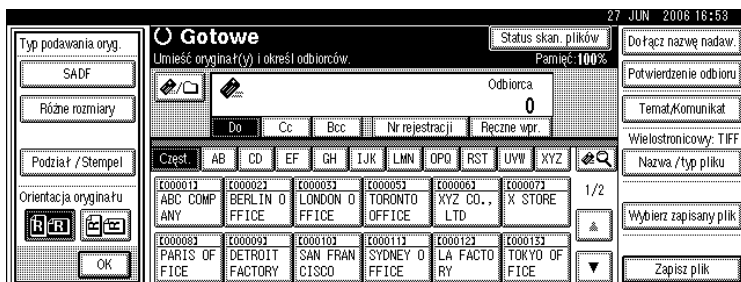 27 JUN 2006 16:53
Typ podawania oryg.
SADF
Różne rozmiary
Podział /Stempel
Orientacja oryginału
R R
OK
Gotowe
Status skan. plików
Umieść oryginał(y) i określ odbiorców.
Pamięć:100%
Odbiorca
0
Do
Cc
Bcc
Nr rejestracji
Ręczne wpr.
Częst.
AB
CD
EF
GH
IJK
LMN
OPQ
RST
UVW
XYZ
[00001]
ABC COMP
ANY
[00002]
BERLIN O
FFICE
[00003]
LONDON O
FFICE
[00005]
TORONTO
OFFICE
[00006]
XYZ CO.,
LTD
[00007]
X STORE
1/2
[00008]
PARIS OF
FICE
[00009]
DETROIT
FACTORY
[00010]
SAN FRAN
CISCO
[00011]
SYDNEY O
FFICE
[00012]
LA FACTO
RY
[00013]
TOKYO OF
FICE
Dołącz nazwę nadaw.
Potwierdzenie odbioru
Temat/Komunikat
Wielostronicowy: TIFF
Nazwa /typ pliku
Wybierz zapisany plik
Zapisz plik